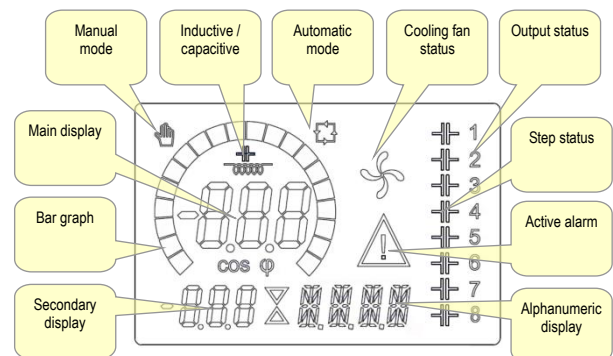 Manual
mode
Inductive /
capacitive
Automatic
mode
Cooling fan
status
Output status
Main display
Step status
Bar graph
Active alarm
Secondary
display
Alphanumeric
display
cos φ
1
2
3
4
5
6
7
8